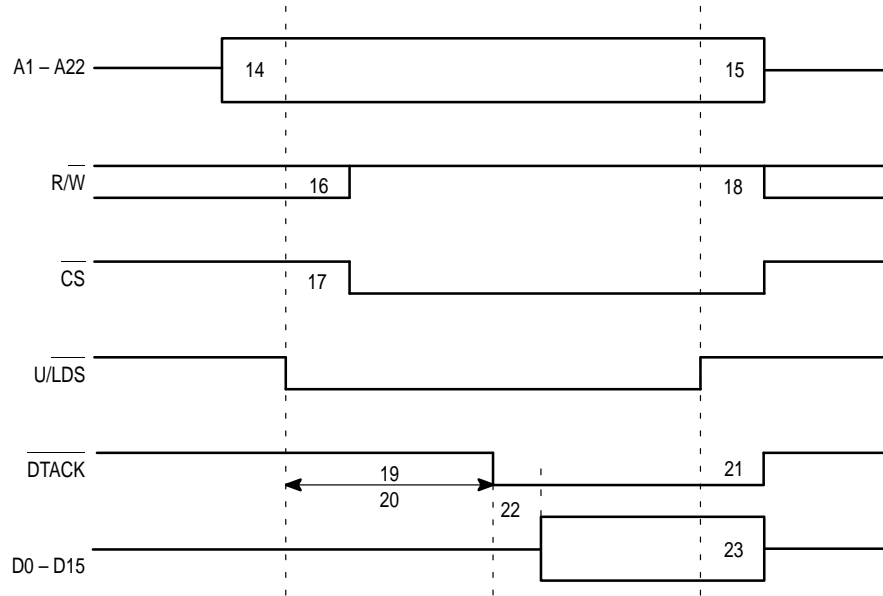 A1 – A22
14
15
R/W
16
18
CS
17
U/LDS
DTACK
19
20
21
22
D0 – D15
23